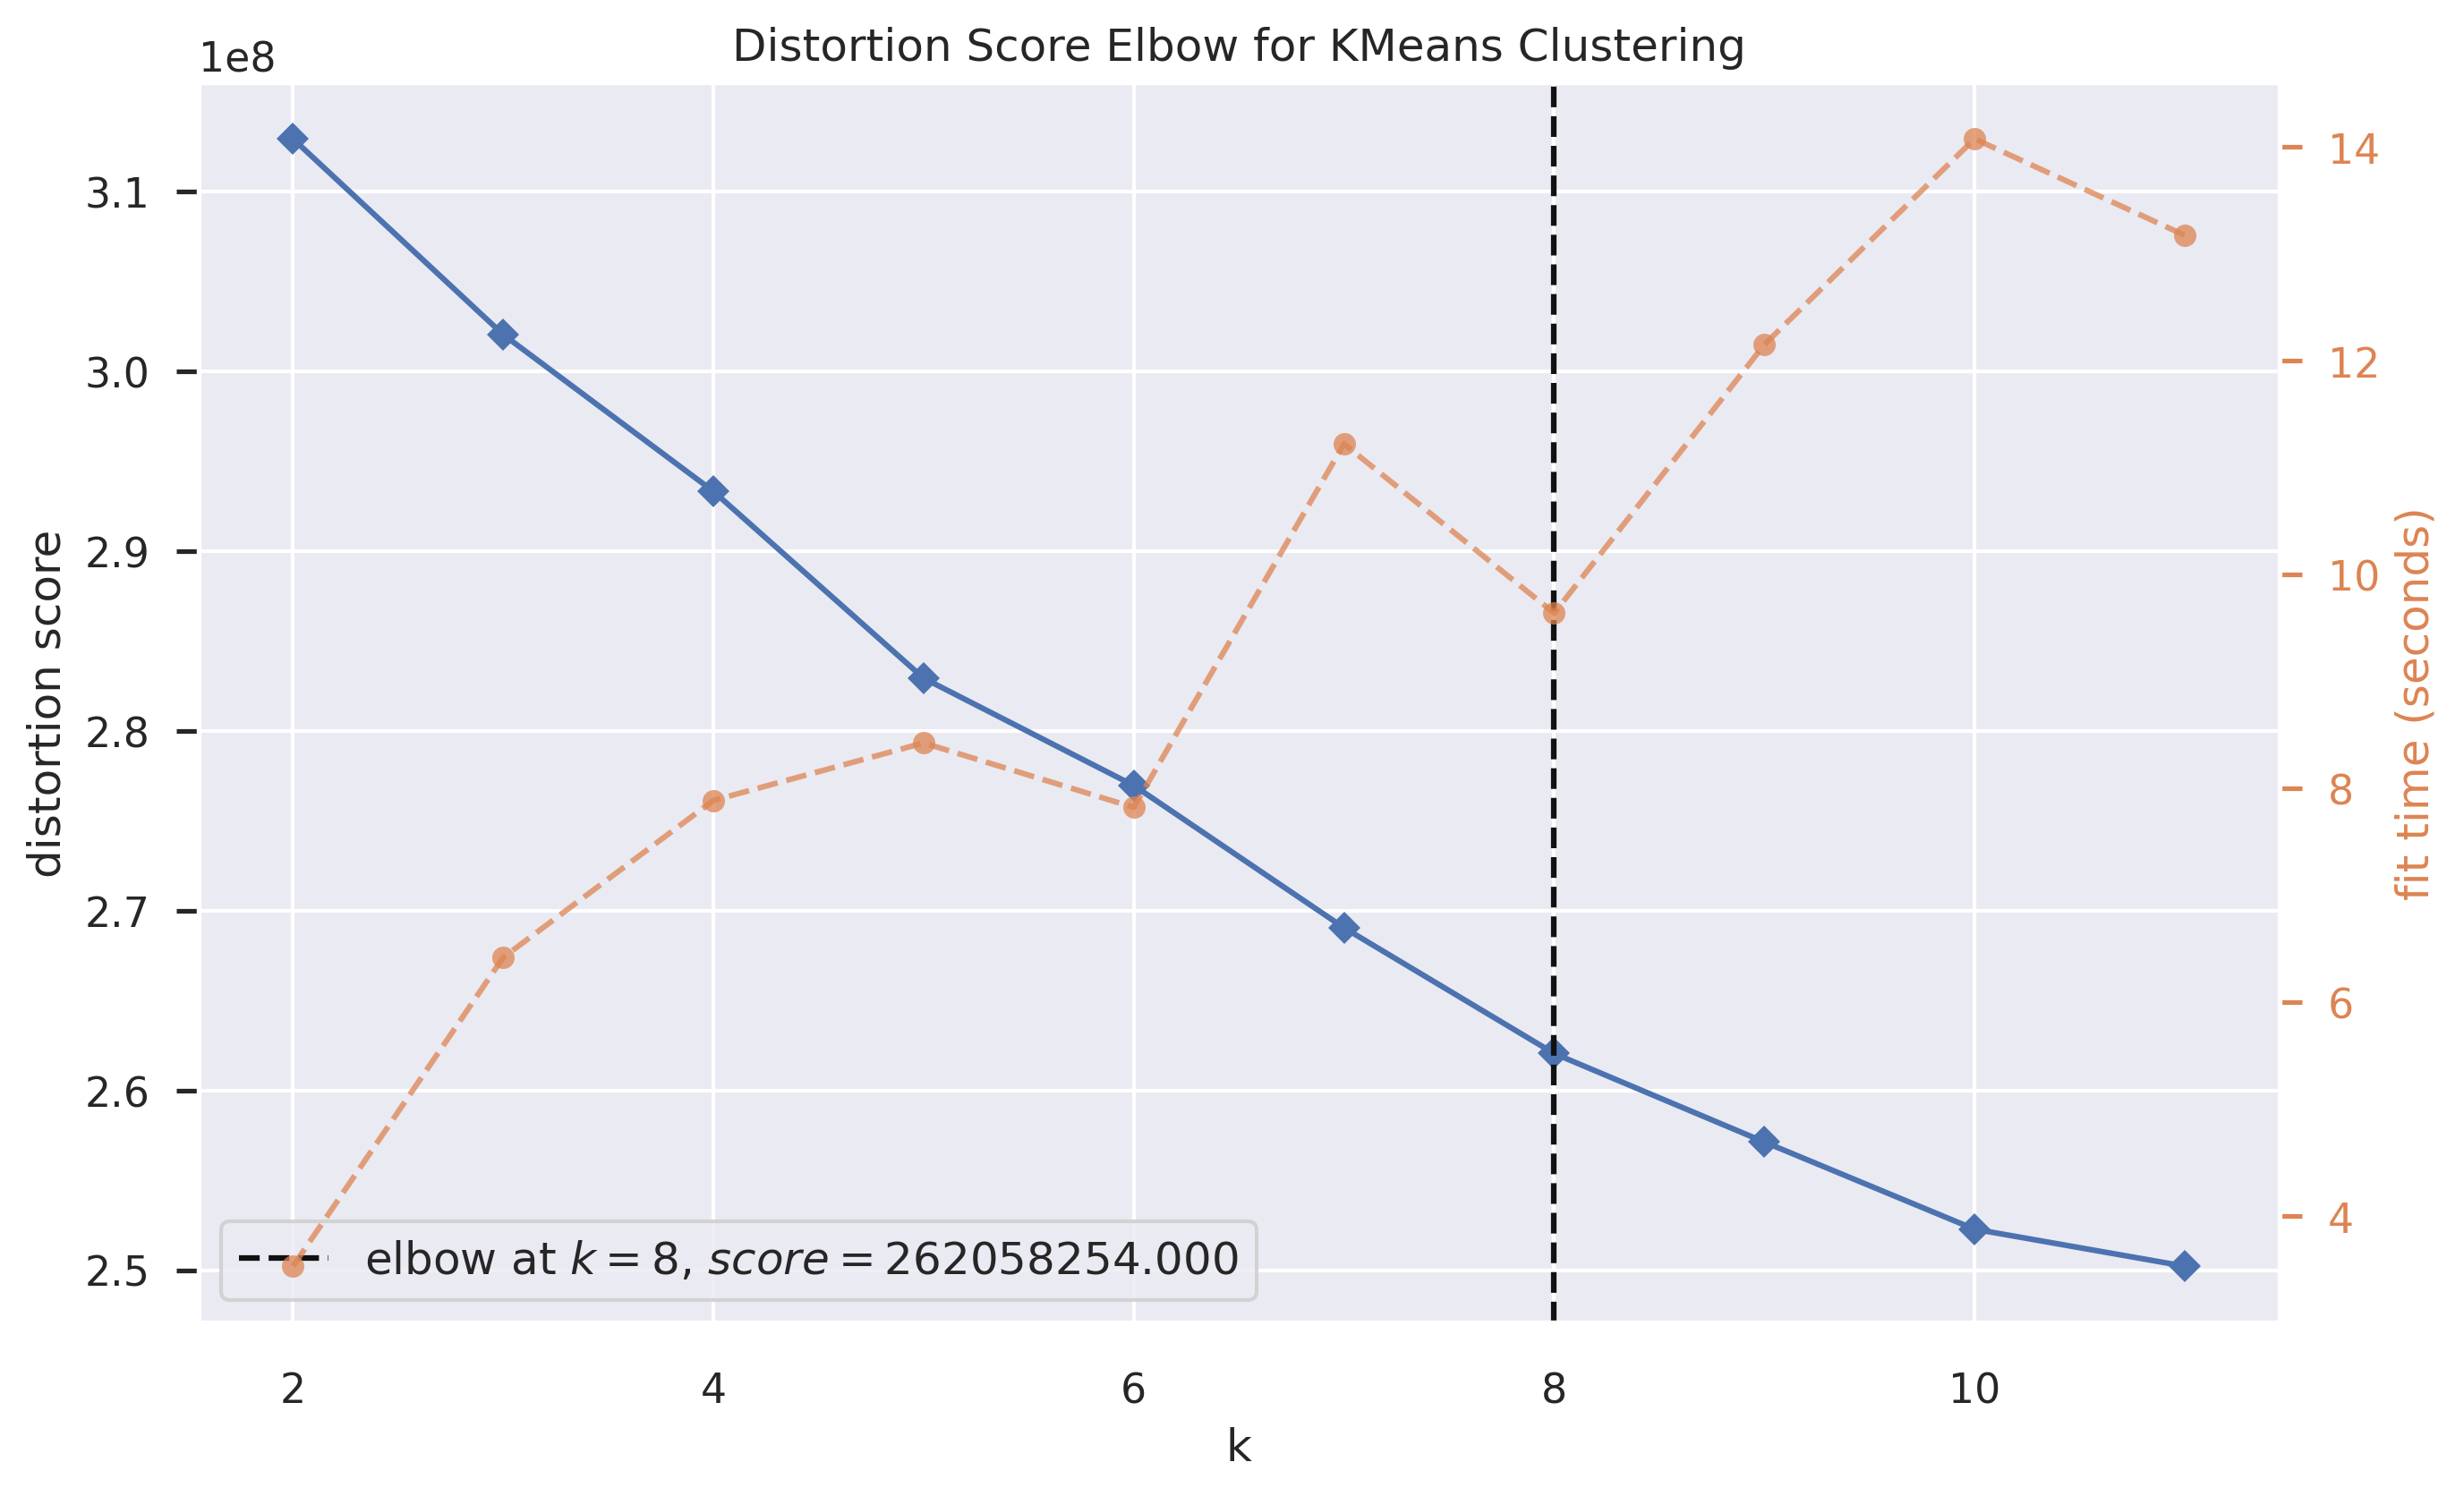 Distortion Score Elbow for KMeans Clustering
1e8
3.1
3.0
2.9
2.8
2.7
2.6
2.5
distortion score
14
12
10
8
6
4
fit time (seconds)
elbow at k = 8, score = 262058254.000
2 4 6 8 10
k